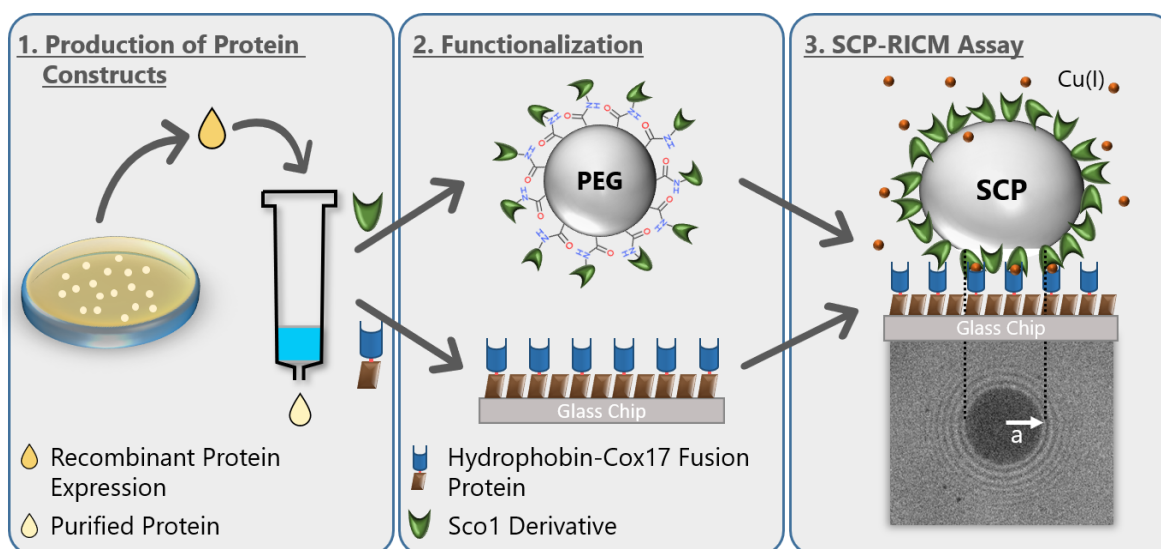 1. Production of Protein
Constructs
Recombinant Protein
Expression
Purified Protein
2. Functionalization
O
NH
PEG
Glass Chip
Hydrophobin-Cox17 Fusion
Protein
Sco1 Derivative
3. SCP-RICM Assay
Cu(I)
SCP
Glass Chip
a